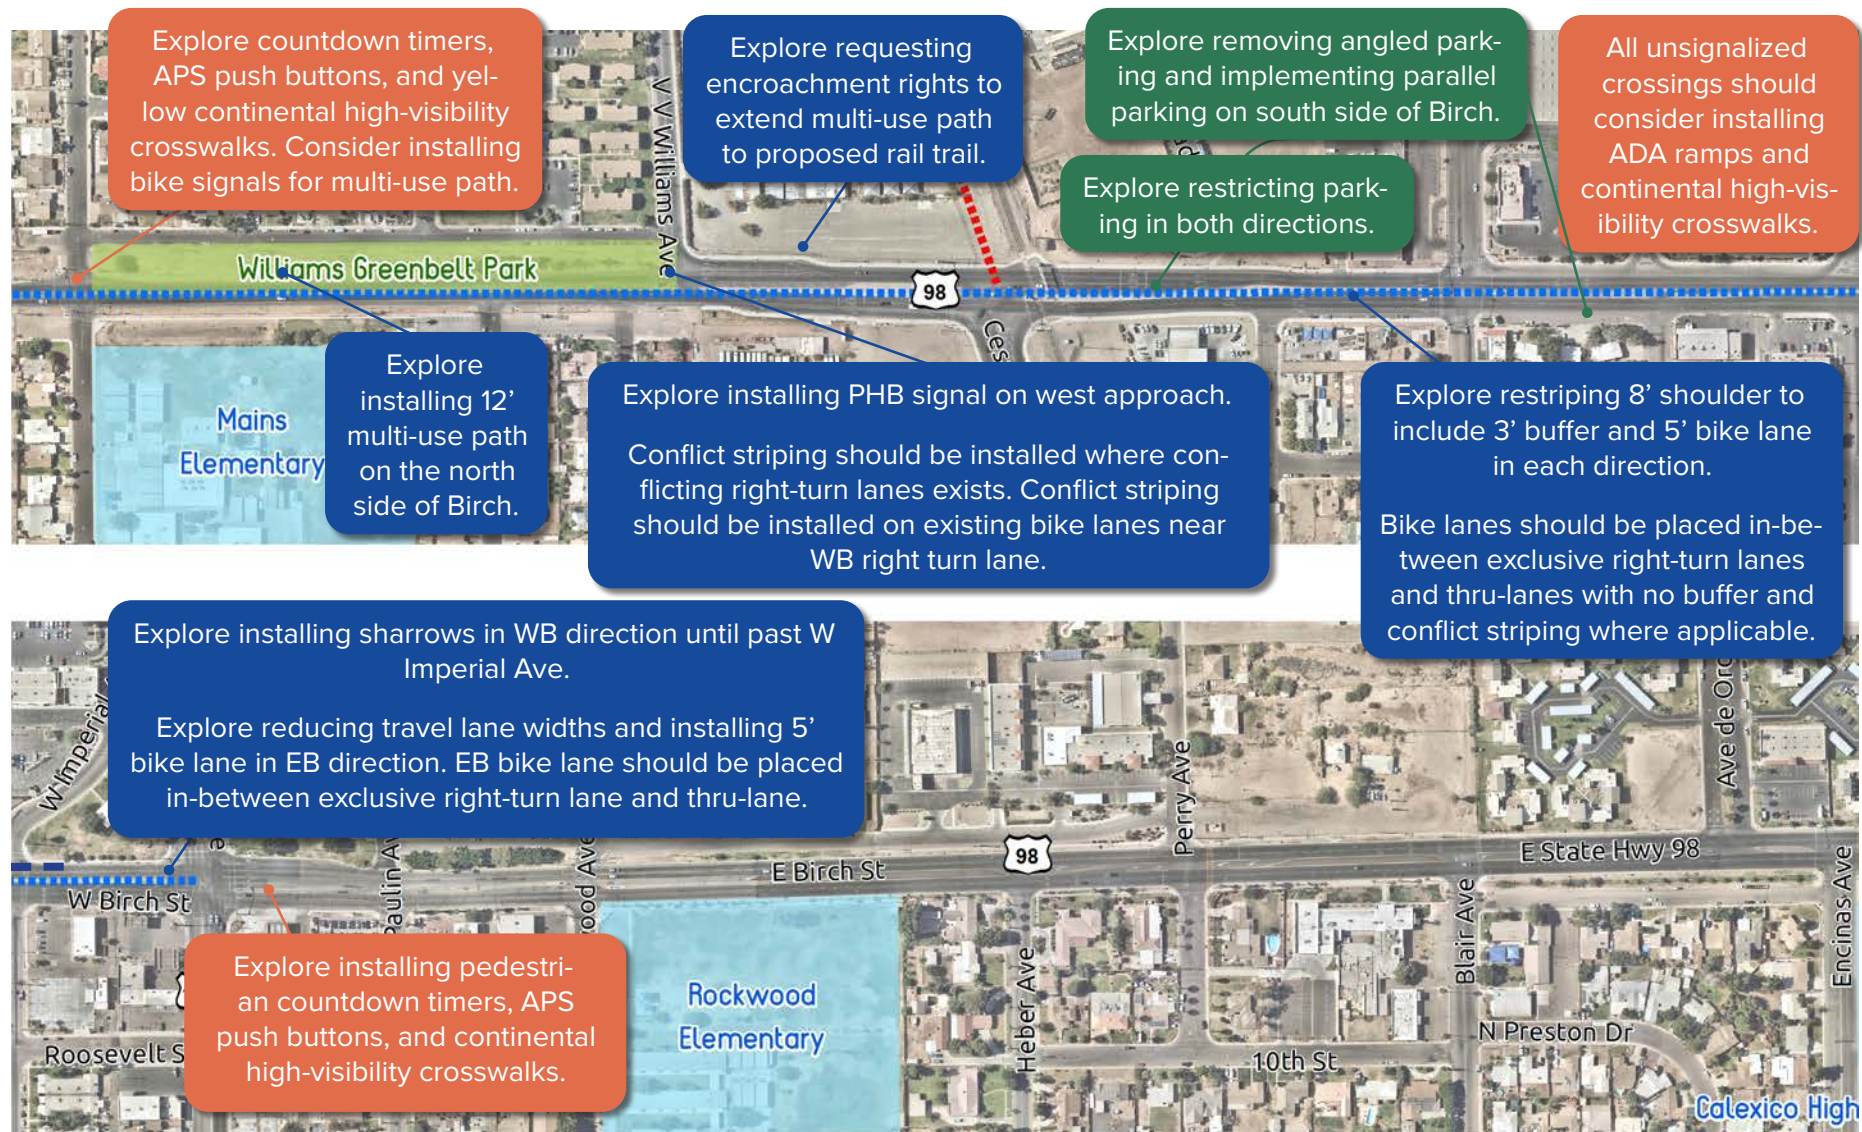 Explore countdown timers,
APS push buttons, and yel-
low continental high-visibility
crosswalks. Consider installing
bike signals for multi-use path.
Explore requesting
encroachment rights to
extend multi-use path
to proposed rail trail.
Explore removing angled park-
ing and implementing parallel
parking on south side of Birch.
All unsignalized
crossings should
consider installing
ADA ramps and
continental high-vis-
ibility crosswalks.
Explore restricting park-
ing in both directions.
Williams Ave
Williams Greenbelt Park
98
Ces
Mains
Elementary
Explore
installing 12’
multi-use path
on the north
side of Birch.
Explore installing PHB signal on west approach.
Conflict striping should be installed where con-
flicting right-turn lanes exists. Conflict striping
should be installed on existing bike lanes near
WB right turn lane.
Explore restriping 8’ shoulder to
include 3’ buffer and 5’ bike lane
in each direction.
Bike lanes should be placed in-be-
tween exclusive right-turn lanes
and thru-lanes with no buffer and
conflict striping where applicable.
Explore installing sharrows in WB direction until past W
Imperial Ave.
Explore reducing travel lane widths and installing 5’
bike lane in EB direction. EB bike lane should be placed
in-between exclusive right-turn lane and thru-lane.
W Imperial
Perry Ave
Ave de Oro
E State Hwy 98
98
E Birch St
W Birch St
Paulin Av
wood Ave
Blair Ave
Encinas Ave
Explore installing pedestri-
an countdown timers, APS
push buttons, and continental
high-visibility crosswalks.
Rockwood
Elementary
Heber Ave
Roosevelt S
10th St
N Preston Dr
Calexico High